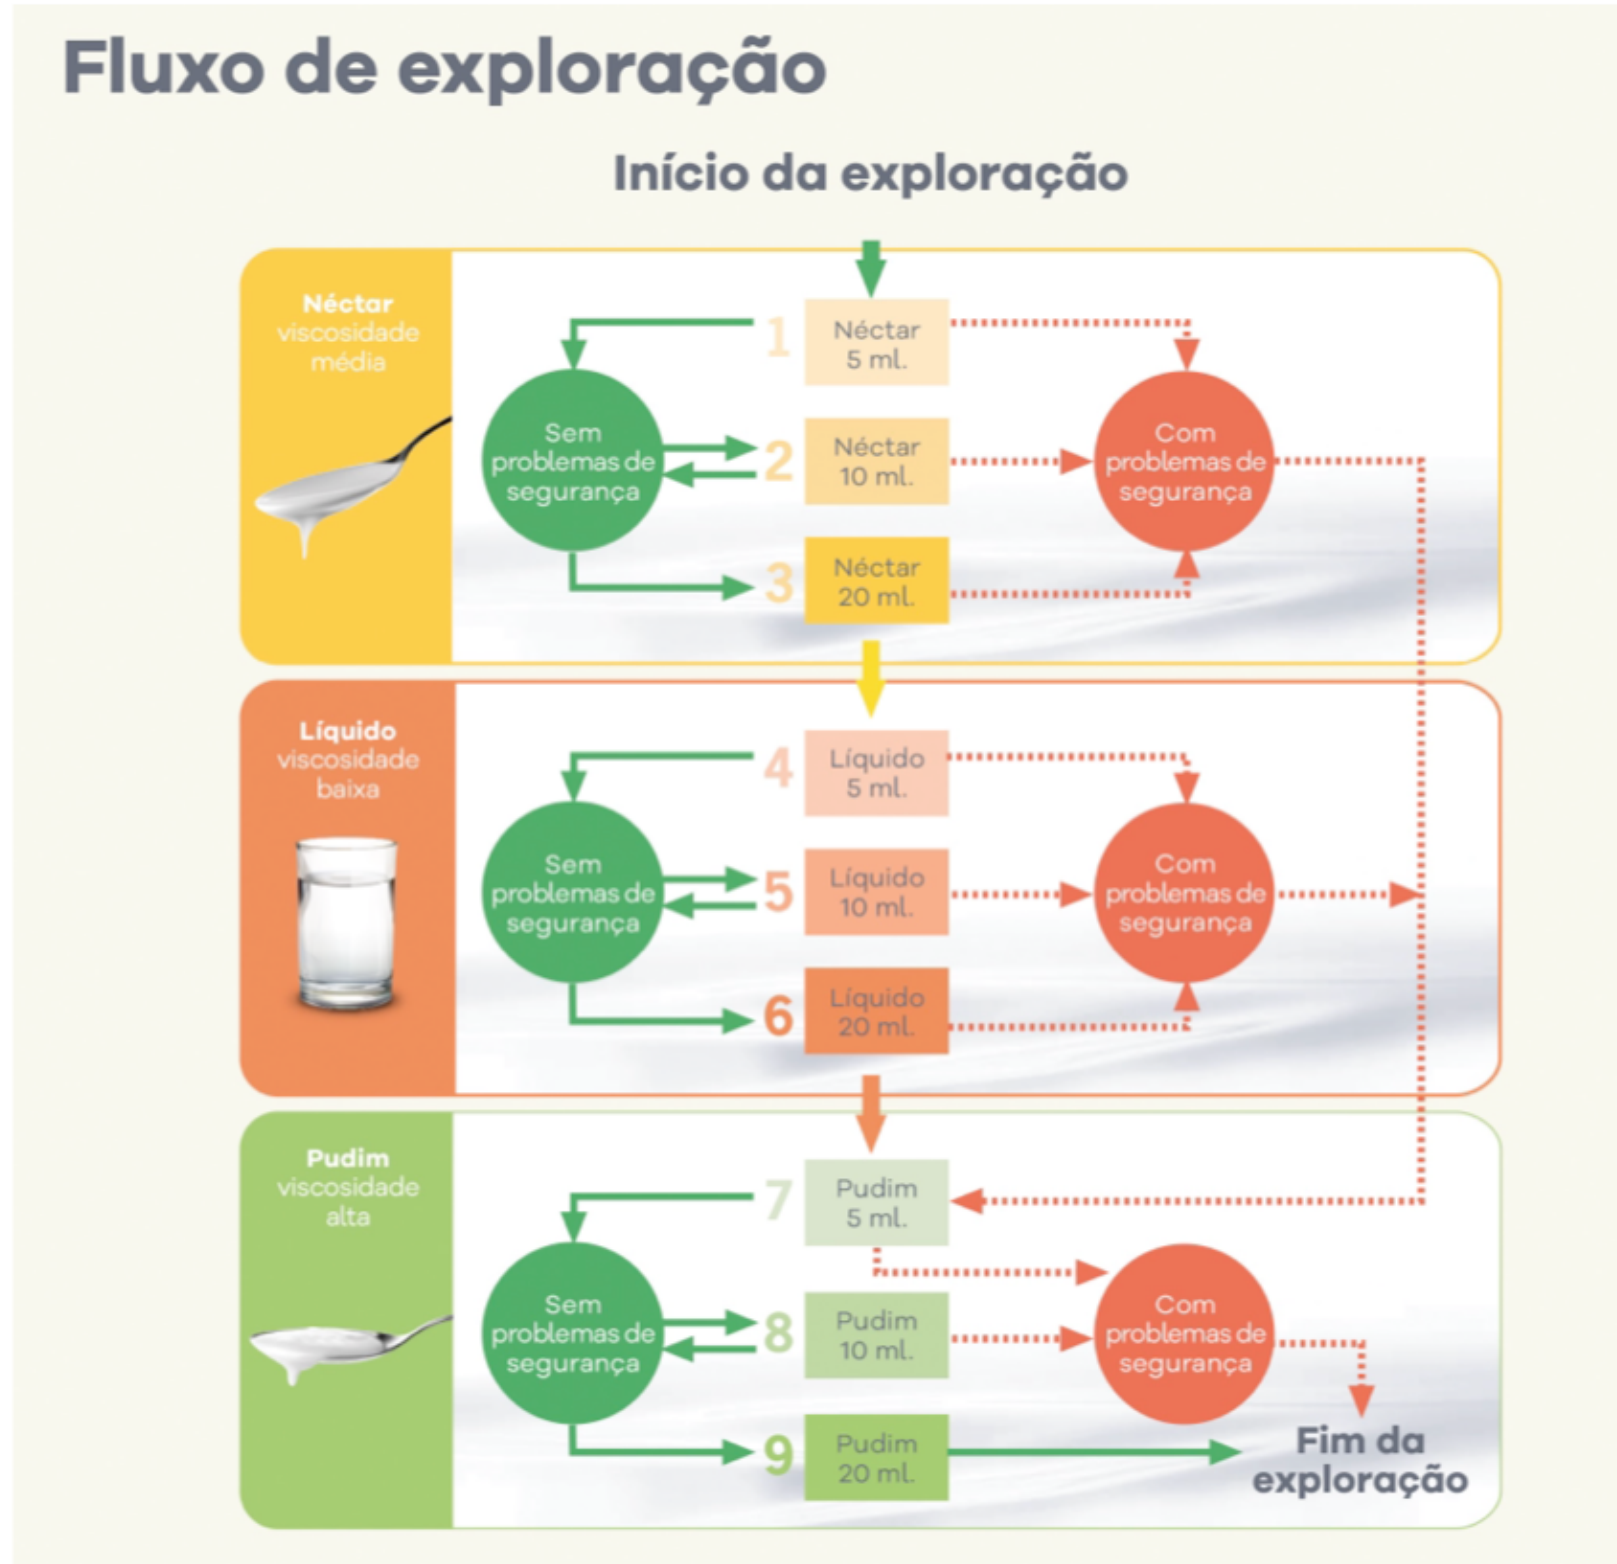 Fluxo de exploração
Início da exploração
Néctar
viscosidade
média
1
Néctar
5 ml.
Sem
problemas de
segurança
2
Néctar
10 ml.
Com
problemas de
segurança
3
Néctar
20 ml.
Líquido
viscosidade
baixa
4
Líquido
5 ml.
Sem
problemas de
segurança
5
Líquido
10 ml.
Com
problemas de
segurança
6
Líquido
20 ml.
Pudim
viscosidade
alta
7
Pudim
5 ml.
Sem
problemas de
segurança
8
Pudim
10 ml.
Com
problemas de
segurança
9
Pudim
20 ml.
Fim da
exploração